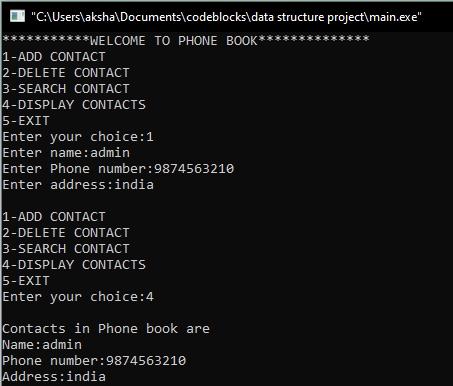 "C:\Users\aksha\Documents\codeblocks\data structure project\main.exe"
***********WELCOME TO PHONE BOOK**************
1-ADD CONTACT
2-DELETE CONTACT
3-SEARCH CONTACT
4-DISPLAY CONTACTS
5-EXIT
Enter your choice:1
Enter name:admin
Enter Phone number:9874563210
Enter address:india
1-ADD CONTACT
2-DELETE CONTACT
3-SEARCH CONTACT
4-DISPLAY CONTACTS
5-EXIT
Enter your choice:4
Contacts in Phone book are
Name:admin
Phone number:9874563210
Address:india